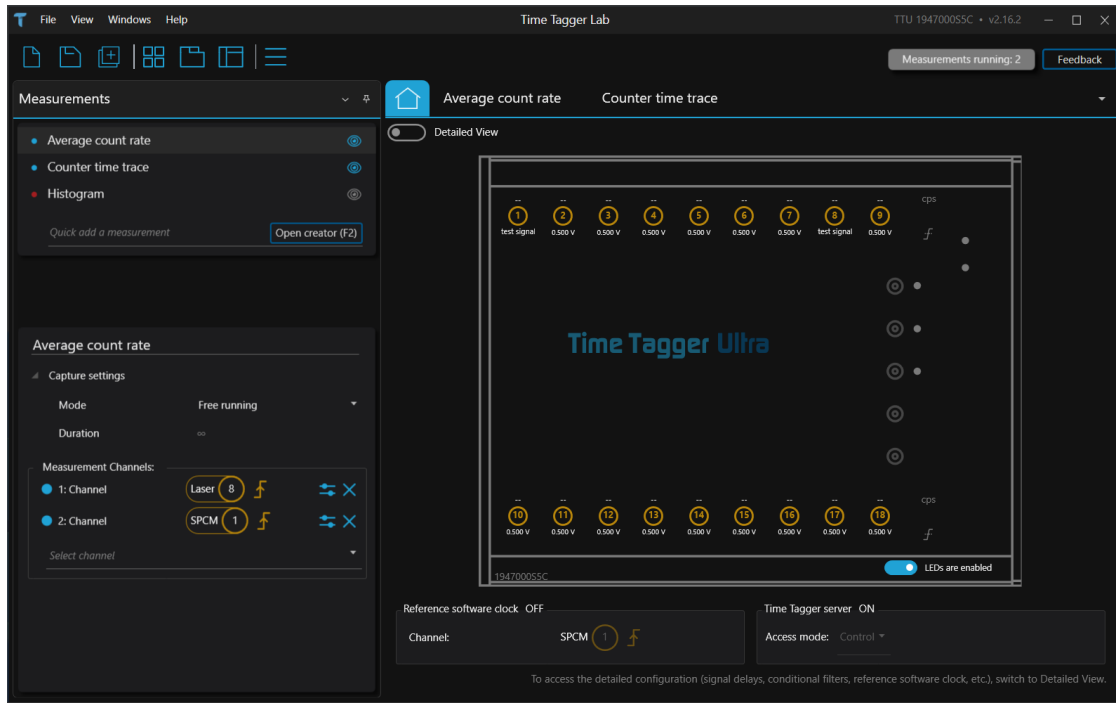 File View Windows Help Time Tagger Lab TTU 1947000S5C • v2.16.2
Measurements running: 2 Feedback
Measurements
Average count rate Counter time trace
Average count rate
Counter time trace
Histogram
Quick add a measurement Open creator (F2)
Average count rate
Capture settings
Mode Free running
Duration ∞
Measurement Channels:
1: Channel Laser 8
2: Channel SPCM 1
Select channel
Detailed View
-- -- -- -- -- -- -- -- -- cps
1 2 3 4 5 6 7 8 9
test signal 0.500 V 0.500 V 0.500 V 0.500 V 0.500 V 0.500 V test signal 0.500 V
Time Tagger Ultra
-- -- -- -- -- -- -- -- -- cps
10 11 12 13 14 15 16 17 18
0.500 V 0.500 V 0.500 V 0.500 V 0.500 V 0.500 V 0.500 V 0.500 V 0.500 V
LEDs are enabled
1947000S5C
Reference software clock OFF
Channel: SPCM 1
Time Tagger server ON
Access mode: Control
To access the detailed configuration (signal delays, conditional filters, reference software clock, etc.), switch to Detailed View.